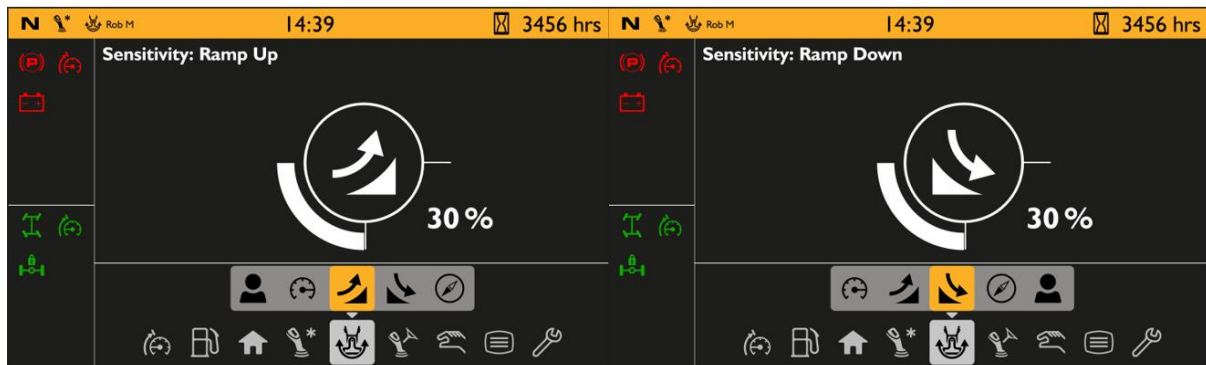 N Rob M 14:39 3456 hrs
Sensitivity: Ramp Up
P
30 %
N Rob M 14:39 3456 hrs
Sensitivity: Ramp Down
P
30 %